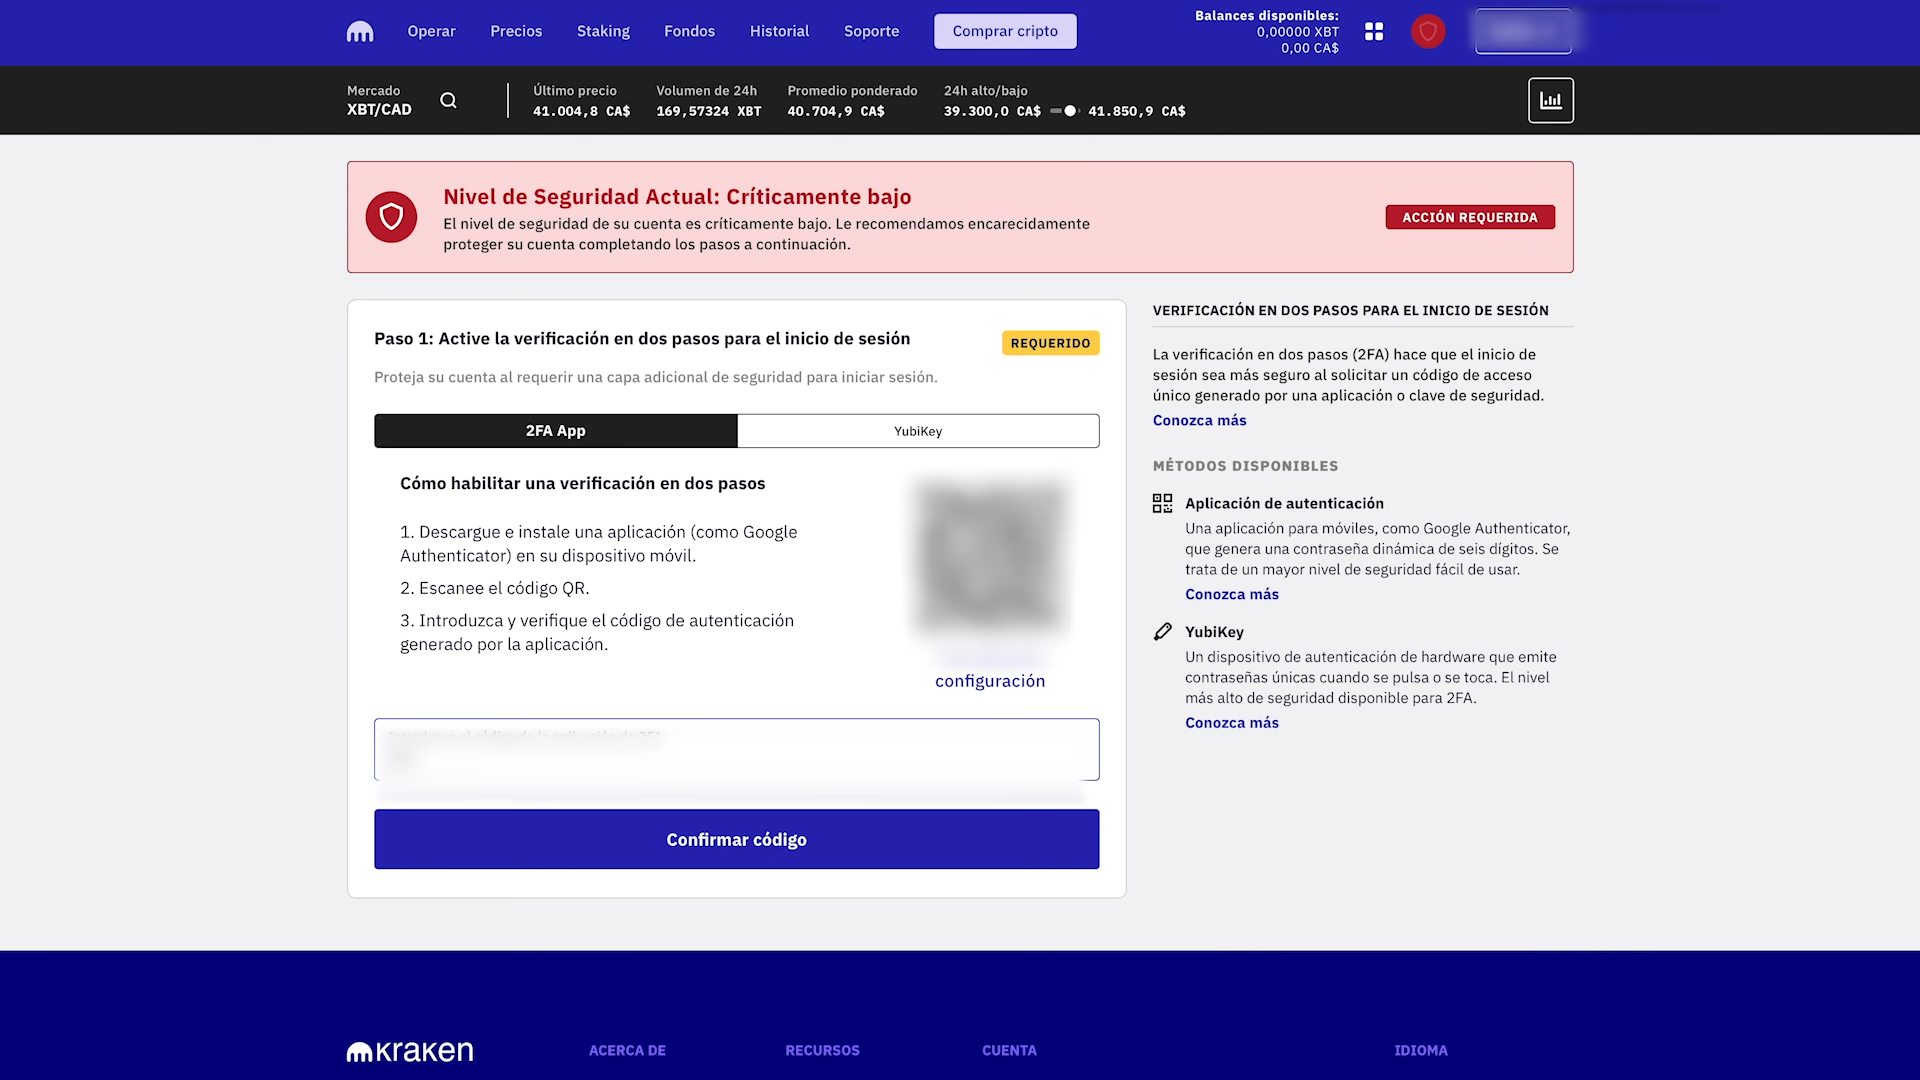 Operar Precios Staking Fondos Historial Soporte Comprar cripto
Balances disponibles:
0,00000 XBT
0,00 CA$
Mercado
XBT/CAD
Último precio
41.004,8 CA$
Volumen de 24h
169,57324 XBT
Promedio ponderado
40.704,9 CA$
24h alto/bajo
39.300,0 CA$ 41.850,9 CA$
Nivel de Seguridad Actual: Críticamente bajo
El nivel de seguridad de su cuenta es críticamente bajo. Le recomendamos encarecidamente
proteger su cuenta completando los pasos a continuación.
ACCIÓN REQUERIDA
Paso 1: Active la verificación en dos pasos para el inicio de sesión
REQUERIDO
Proteja su cuenta al requerir una capa adicional de seguridad para iniciar sesión.
2FA App
YubiKey
Cómo habilitar una verificación en dos pasos
1. Descargue e instale una aplicación (como Google
Authenticator) en su dispositivo móvil.
2. Escanee el código QR.
3. Introduzca y verifique el código de autenticación
generado por la aplicación.
configuración
Confirmar código
VERIFICACIÓN EN DOS PASOS PARA EL INICIO DE SESIÓN
La verificación en dos pasos (2FA) hace que el inicio de
sesión sea más seguro al solicitar un código de acceso
único generado por una aplicación o clave de seguridad.
Conozca más
MÉTODOS DISPONIBLES
Aplicación de autenticación
Una aplicación para móviles, como Google Authenticator,
que genera una contraseña dinámica de seis dígitos. Se
trata de un mayor nivel de seguridad fácil de usar.
Conozca más
YubiKey
Un dispositivo de autenticación de hardware que emite
contraseñas únicas cuando se pulsa o se toca. El nivel
más alto de seguridad disponible para 2FA.
Conozca más
kraken
ACERCA DE
RECURSOS
CUENTA
IDIOMA